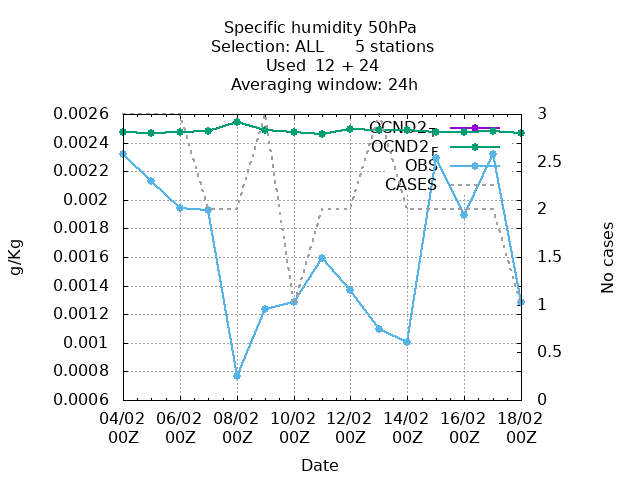 Specific humidity 50hPa
Selection: ALL 5 stations
Used 12 + 24
Averaging window: 24h
0.0026
0.0024
0.0022
0.002
0.0018
0.0016
0.0014
0.0012
0.001
0.0008
0.0006
g/Kg
3
2.5
2
1.5
1
0.5
0
No cases
OBS
CASES
04/02 06/02 08/02 10/02 12/02 14/02 16/02 18/02
00Z 00Z 00Z 00Z 00Z 00Z 00Z 00Z
Date